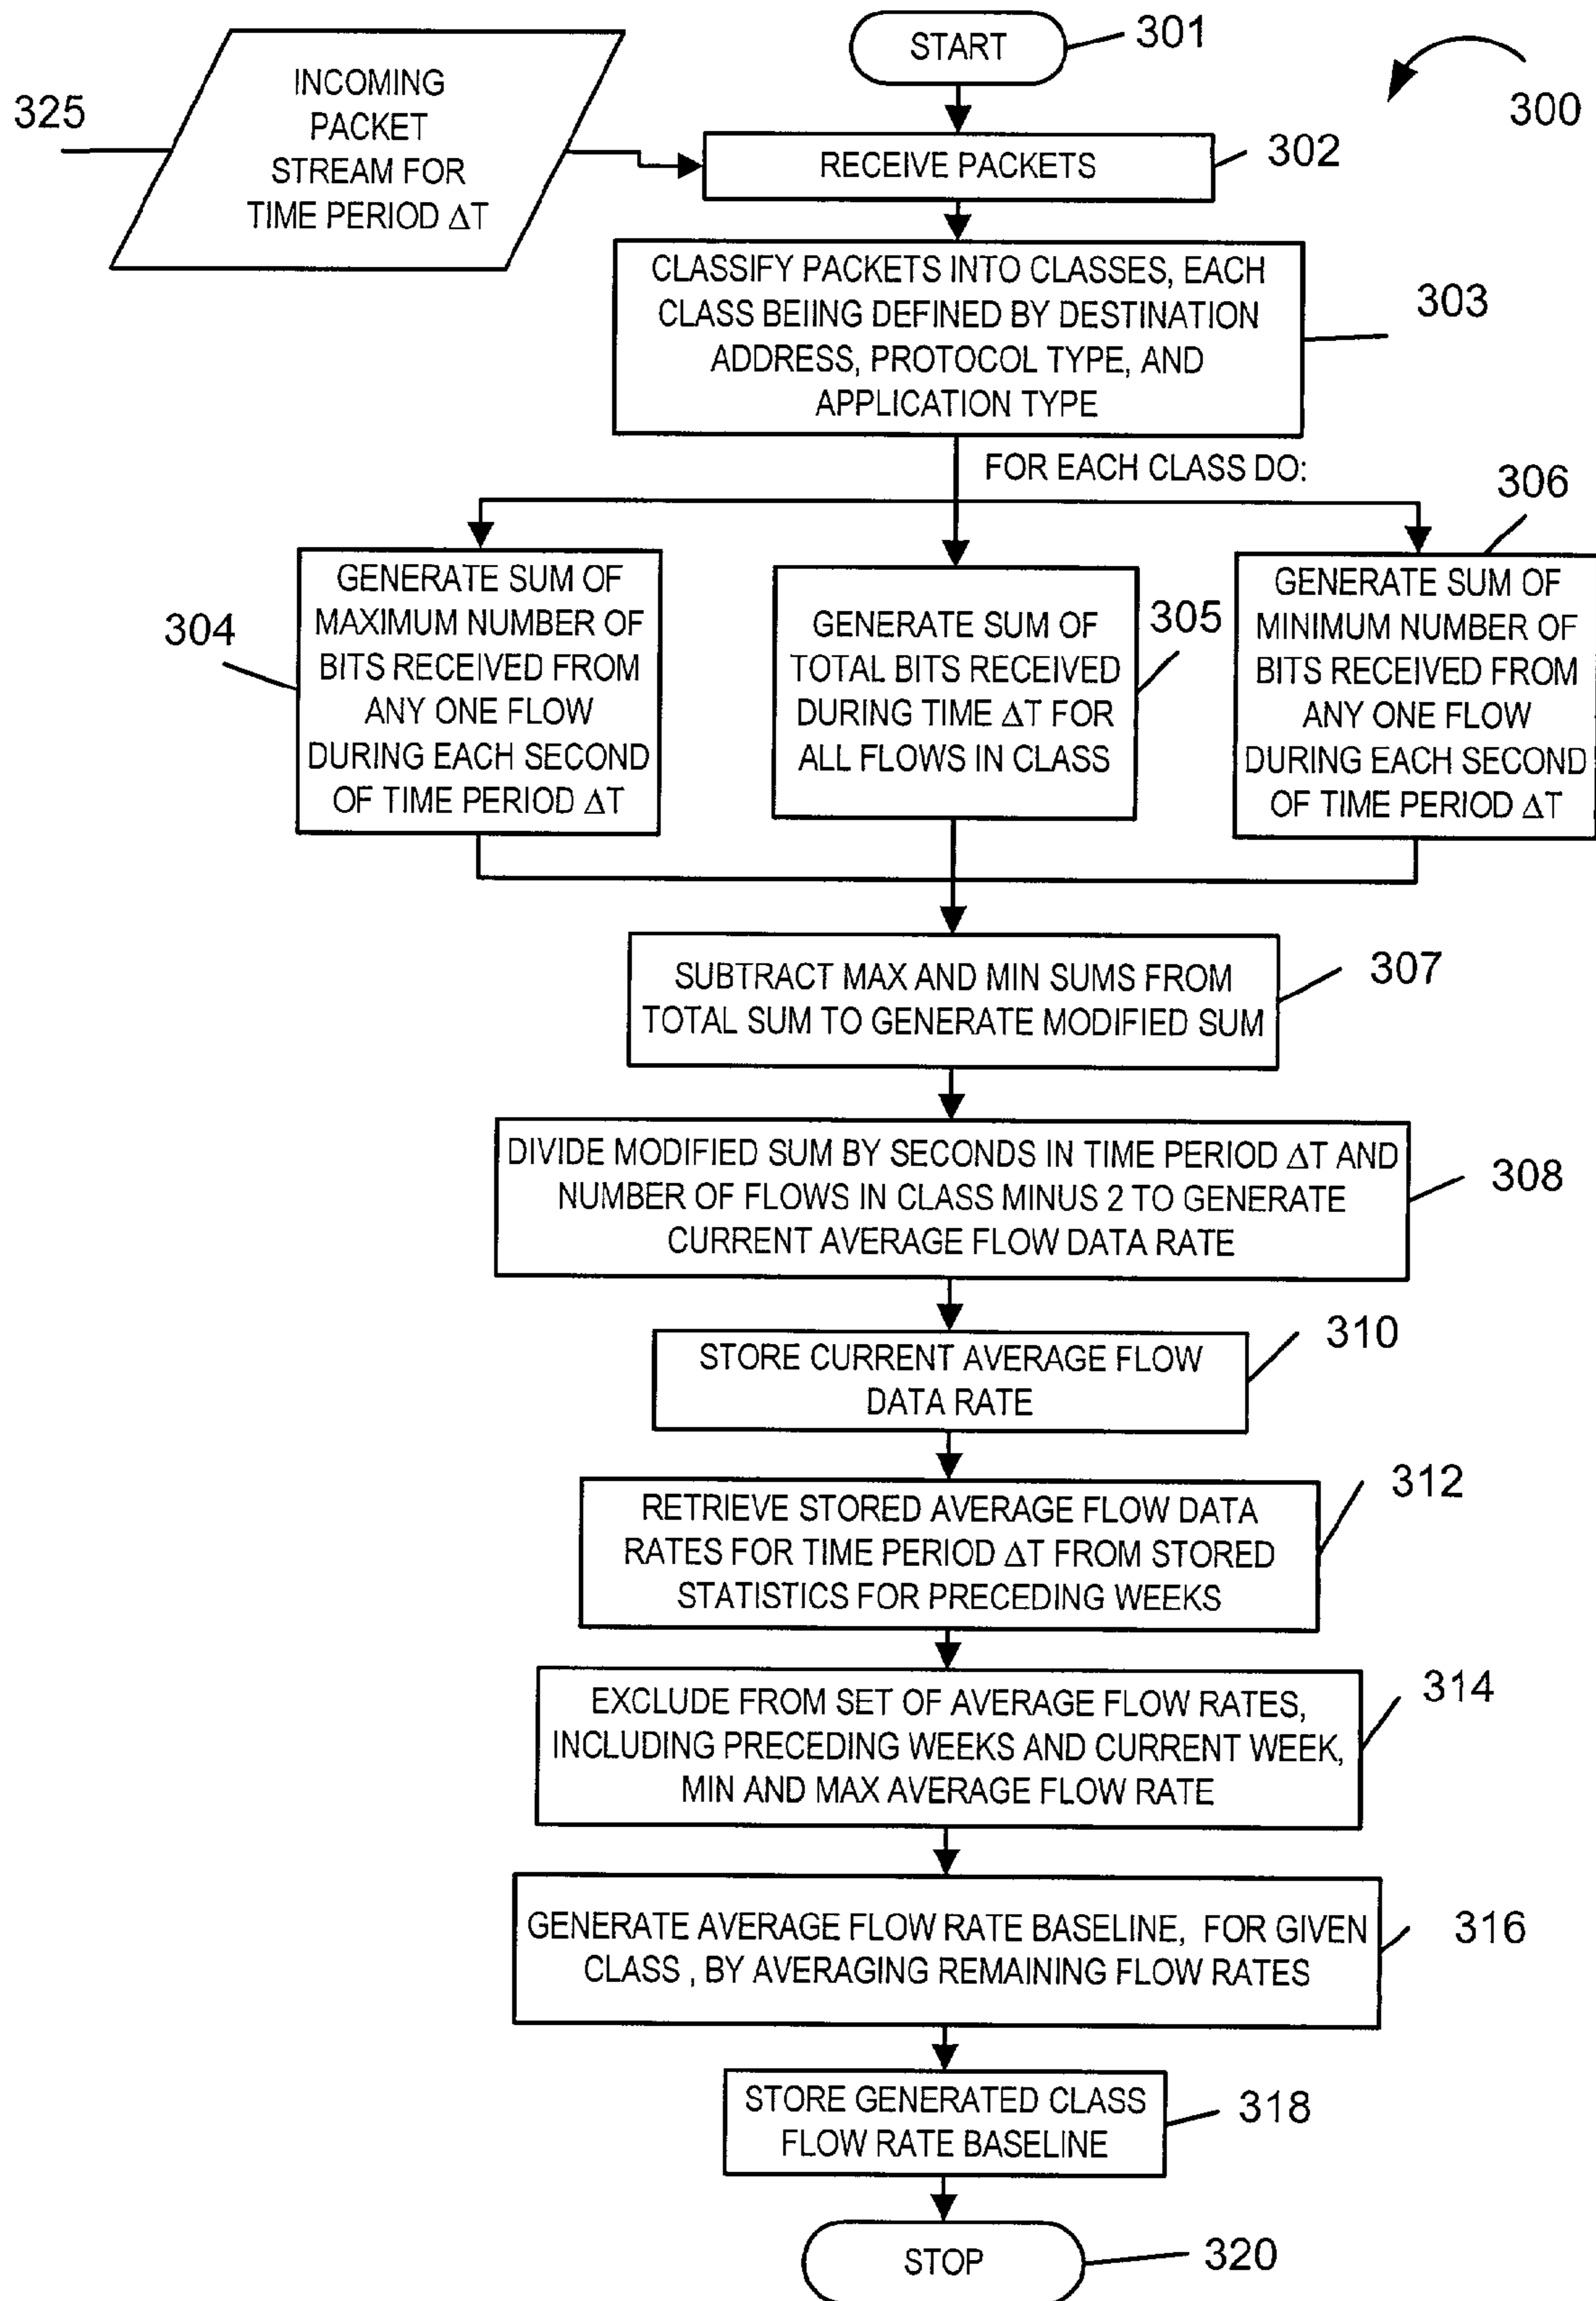 START
301
300
INCOMING
PACKET
STREAM FOR
TIME PERIOD ΔT
325
RECEIVE PACKETS
302
CLASSIFY PACKETS INTO CLASSES, EACH
CLASS BEIING DEFINED BY DESTINATION
ADDRESS, PROTOCOL TYPE, AND
APPLICATION TYPE
303
FOR EACH CLASS DO:
304
GENERATE SUM OF
MAXIMUM NUMBER OF
BITS RECEIVED FROM
ANY ONE FLOW
DURING EACH SECOND
OF TIME PERIOD ΔT
GENERATE SUM OF
TOTAL BITS RECEIVED
DURING TIME ΔT FOR
ALL FLOWS IN CLASS
305
306
GENERATE SUM OF
MINIMUM NUMBER OF
BITS RECEIVED FROM
ANY ONE FLOW
DURING EACH SECOND
OF TIME PERIOD ΔT
SUBTRACT MAX AND MIN SUMS FROM
TOTAL SUM TO GENERATE MODIFIED SUM
307
DIVIDE MODIFIED SUM BY SECONDS IN TIME PERIOD ΔT AND
NUMBER OF FLOWS IN CLASS MINUS 2 TO GENERATE
CURRENT AVERAGE FLOW DATA RATE
308
STORE CURRENT AVERAGE FLOW
DATA RATE
310
RETRIEVE STORED AVERAGE FLOW DATA
RATES FOR TIME PERIOD ΔT FROM STORED
STATISTICS FOR PRECEDING WEEKS
312
EXCLUDE FROM SET OF AVERAGE FLOW RATES,
INCLUDING PRECEDING WEEKS AND CURRENT WEEK,
MIN AND MAX AVERAGE FLOW RATE
314
GENERATE AVERAGE FLOW RATE BASELINE, FOR GIVEN
CLASS , BY AVERAGING REMAINING FLOW RATES
316
STORE GENERATED CLASS
FLOW RATE BASELINE
318
STOP
320